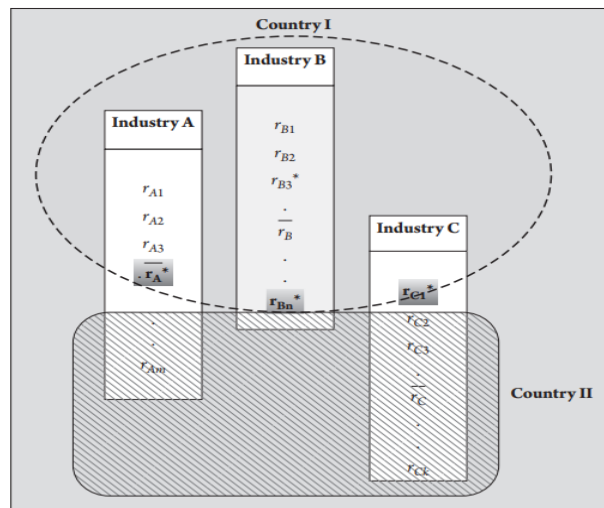 Country I
Industry B
r_B1
r_B2
r_B3*
.
r̅_B
.
.
r_Bn*
Industry A
r_A1
r_A2
r_A3
. r̅_A*
.
.
r_Am
Industry C
r_C1*
r_C2
r_C3
.
r̅_C
.
.
r_Ck
Country II